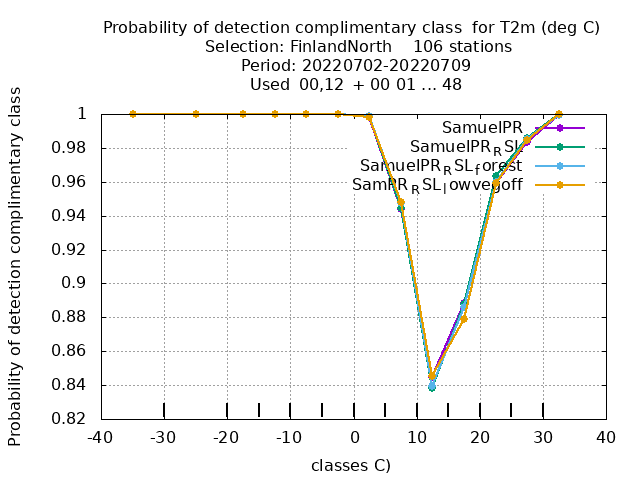 Probability of detection complimentary class  for T2m (deg C)
Selection: FinlandNorth    106 stations
Period: 20220702-20220709
Used  00,12  + 00 01 ... 48
Probability of detection complimentary class
1
0.98
0.96
0.94
0.92
0.9
0.88
0.86
0.84
0.82
SamuelPR
SamuelPR_RSL
SamuelPR_RSL_forest
SamPR_RSL_lowvegoff
-40 -30 -20 -10 0 10 20 30 40
classes C)